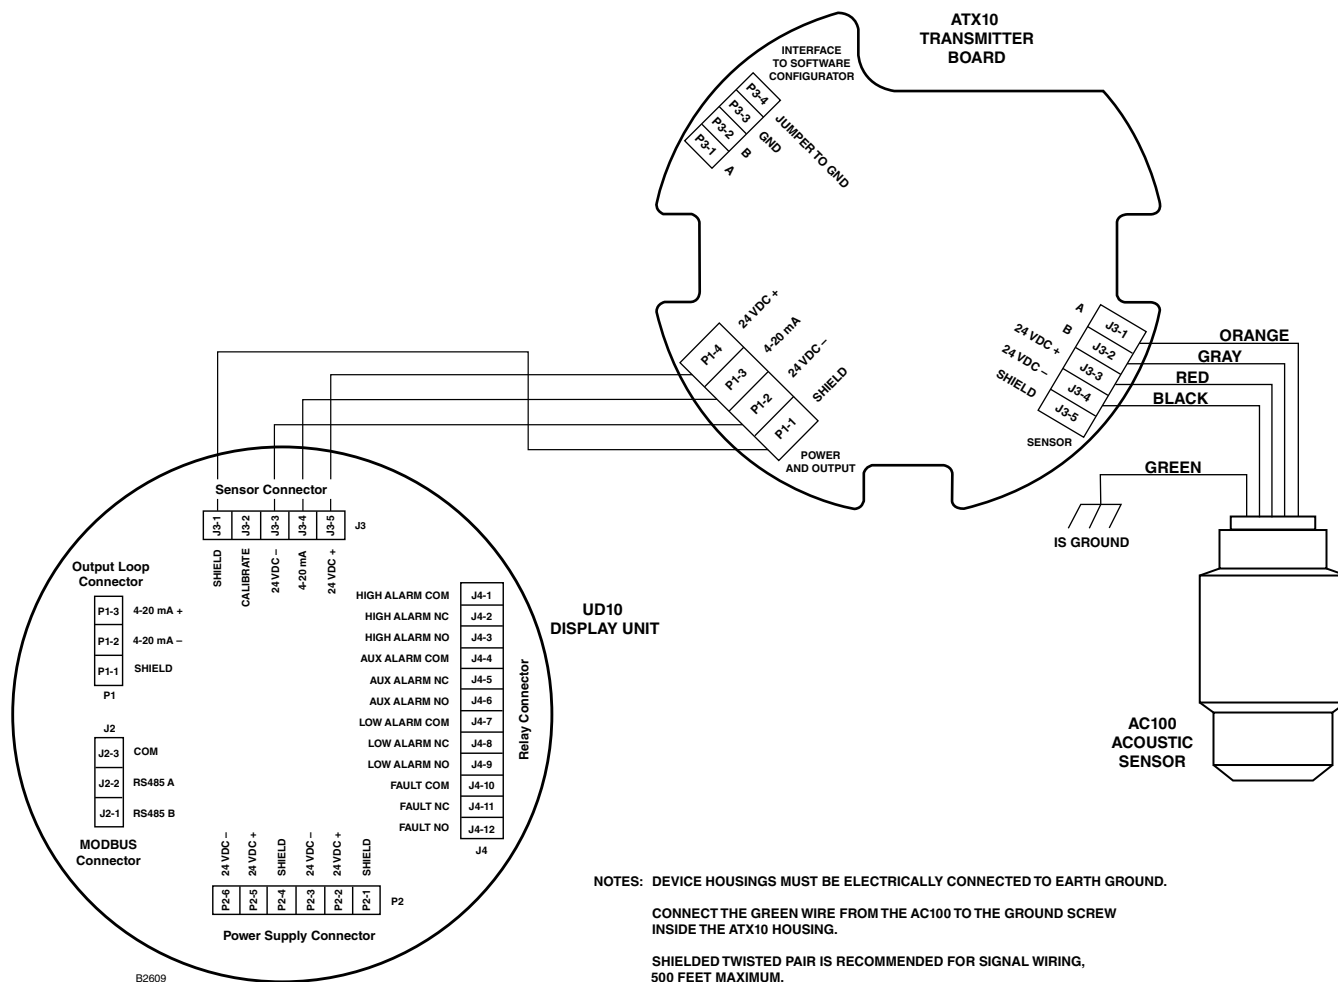 ATX10
TRANSMITTER
BOARD
INTERFACE
TO SOFTWARE
CONFIGURATOR
P3-4
P3-3
P3-2
P3-1
JUMPER TO GND
GND
B
A
24 VDC +
4-20 mA
24 VDC –
SHIELD
P1-4
P1-3
P1-2
P1-1
POWER
AND OUTPUT
A
B
24 VDC +
24 VDC –
SHIELD
J3-1
J3-2
J3-3
J3-4
J3-5
SENSOR
ORANGE
GRAY
RED
BLACK
GREEN
IS GROUND
AC100
ACOUSTIC
SENSOR
Sensor Connector
J3-1
J3-2
J3-3
J3-4
J3-5
J3
SHIELD
CALIBRATE
24 VDC –
4-20 mA
24 VDC +
Output Loop
Connector
P1-3 4-20 mA +
P1-2 4-20 mA –
P1-1 SHIELD
P1
J2
J2-3 COM
J2-2 RS485 A
J2-1 RS485 B
MODBUS
Connector
HIGH ALARM COM J4-1
HIGH ALARM NC J4-2
HIGH ALARM NO J4-3
AUX ALARM COM J4-4
AUX ALARM NC J4-5
AUX ALARM NO J4-6
LOW ALARM COM J4-7
LOW ALARM NC J4-8
LOW ALARM NO J4-9
FAULT COM J4-10
FAULT NC J4-11
FAULT NO J4-12
J4
Relay Connector
UD10
DISPLAY UNIT
24 VDC –
24 VDC +
SHIELD
24 VDC –
24 VDC +
SHIELD
P2-6
P2-5
P2-4
P2-3
P2-2
P2-1
P2
Power Supply Connector
B2609
NOTES: DEVICE HOUSINGS MUST BE ELECTRICALLY CONNECTED TO EARTH GROUND.
CONNECT THE GREEN WIRE FROM THE AC100 TO THE GROUND SCREW
INSIDE THE ATX10 HOUSING.
SHIELDED TWISTED PAIR IS RECOMMENDED FOR SIGNAL WIRING,
500 FEET MAXIMUM.